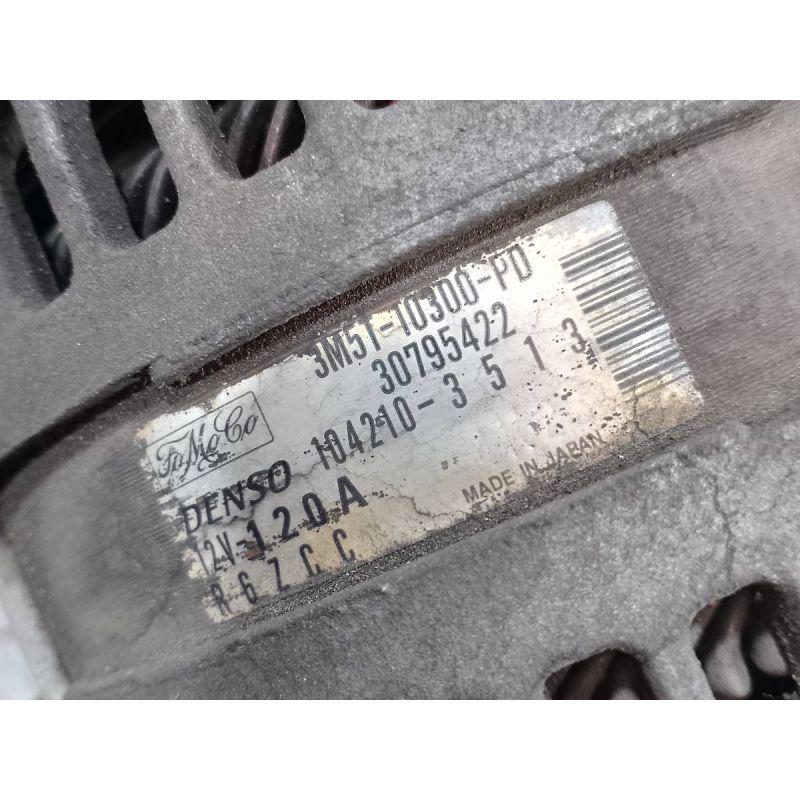 3M5T-10300-PD
30795422
FoMoCo
DENSO 104210-3513
12V-120A
R6ZCC
MADE IN JAPAN